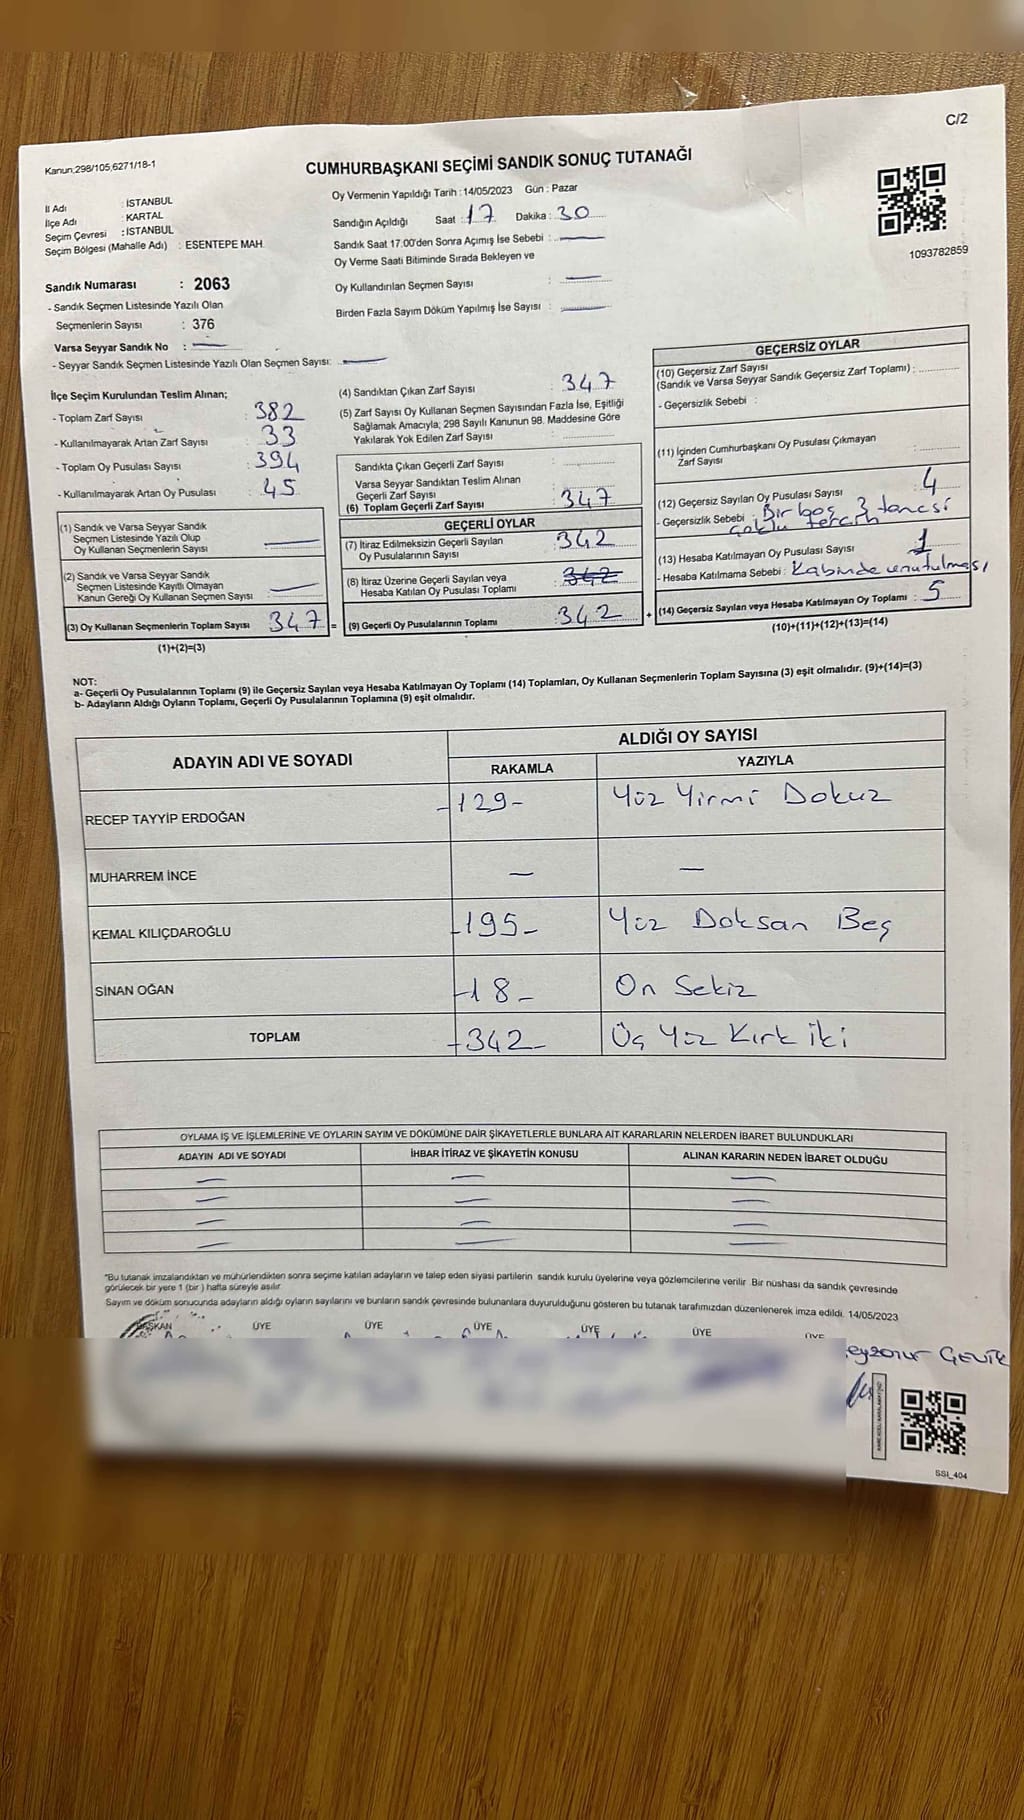 C/2
Kanun;298/105,6271/18-1
CUMHURBAŞKANI SEÇİMİ SANDIK SONUÇ TUTANAĞI
İl Adı : İSTANBUL
İlçe Adı : KARTAL
Seçim Çevresi : İSTANBUL
Seçim Bölgesi (Mahalle Adı) : ESENTEPE MAH.
Oy Vermenin Yapıldığı Tarih : 14/05/2023 Gün : Pazar
Sandığın Açıldığı Saat : 17 Dakika : 30
Sandık Saat 17:00'den Sonra Açımış İse Sebebi : —
Oy Verme Saati Bitiminde Sırada Bekleyen ve
Oy Kullandırılan Seçmen Sayısı : —
Birden Fazla Sayım Döküm Yapılmış İse Sayısı : —
1093782859
Sandık Numarası : 2063
- Sandık Seçmen Listesinde Yazılı Olan
Seçmenlerin Sayısı : 376
Varsa Seyyar Sandık No : —
- Seyyar Sandık Seçmen Listesinde Yazılı Olan Seçmen Sayısı: —
İlçe Seçim Kurulundan Teslim Alınan;
- Toplam Zarf Sayısı : 382
- Kullanılmayarak Artan Zarf Sayısı : 33
- Toplam Oy Pusulası Sayısı : 394
- Kullanılmayarak Artan Oy Pusulası : 45
(1) Sandık ve Varsa Seyyar Sandık
Seçmen Listesinde Yazılı Olup
Oy Kullanan Seçmenlerin Sayısı —
(2) Sandık ve Varsa Seyyar Sandık
Seçmen Listesinde Kayıtlı Olmayan
Kanun Gereği Oy Kullanan Seçmen Sayısı —
(3) Oy Kullanan Seçmenlerin Toplam Sayısı 347 =
(1)+(2)=(3)
(4) Sandıktan Çıkan Zarf Sayısı : 347
(5) Zarf Sayısı Oy Kullanan Seçmen Sayısından Fazla İse, Eşitliği
Sağlamak Amacıyla; 298 Sayılı Kanunun 98. Maddesine Göre
Yakılarak Yok Edilen Zarf Sayısı
Sandıkta Çıkan Geçerli Zarf Sayısı :
Varsa Seyyar Sandıktan Teslim Alınan
Geçerli Zarf Sayısı :
(6) Toplam Geçerli Zarf Sayısı : 347
GEÇERLİ OYLAR
(7) İtiraz Edilmeksizin Geçerli Sayılan
Oy Pusulalarının Sayısı : 342
(8) İtiraz Üzerine Geçerli Sayılan veya
Hesaba Katılan Oy Pusulası Toplamı : 342
(9) Geçerli Oy Pusulalarının Toplamı : 342 +
GEÇERSİZ OYLAR
(10) Geçersiz Zarf Sayısı
(Sandık ve Varsa Seyyar Sandık Geçersiz Zarf Toplamı) :
- Geçersizlik Sebebi :
(11) İçinden Cumhurbaşkanı Oy Pusulası Çıkmayan
Zarf Sayısı :
(12) Geçersiz Sayılan Oy Pusulası Sayısı : 4
- Geçersizlik Sebebi : Bir boş 3 tanesi
çoklu tercih
(13) Hesaba Katılmayan Oy Pusulası Sayısı : 1
- Hesaba Katılmama Sebebi : Kabinde unutulması
(14) Geçersiz Sayılan veya Hesaba Katılmayan Oy Toplamı : 5
(10)+(11)+(12)+(13)=(14)
NOT:
a- Geçerli Oy Pusulalarının Toplamı (9) ile Geçersiz Sayılan veya Hesaba Katılmayan Oy Toplamı (14) Toplamları, Oy Kullanan Seçmenlerin Toplam Sayısına (3) eşit olmalıdır. (9)+(14)=(3)
b- Adayların Aldığı Oyların Toplamı, Geçerli Oy Pusulalarının Toplamına (9) eşit olmalıdır.
ADAYIN ADI VE SOYADI ALDIĞI OY SAYISI
RAKAMLA YAZIYLA
RECEP TAYYİP ERDOĞAN -129- Yüz Yirmi Dokuz
MUHARREM İNCE — —
KEMAL KILIÇDAROĞLU -195- Yüz Doksan Beş
SİNAN OĞAN -18- On Sekiz
TOPLAM -342- Üç Yüz Kırk İki
OYLAMA İŞ VE İŞLEMLERİNE VE OYLARIN SAYIM VE DÖKÜMÜNE DAİR ŞİKAYETLERLE BUNLARA AİT KARARLARIN NELERDEN İBARET BULUNDUKLARI
ADAYIN ADI VE SOYADI İHBAR İTİRAZ VE ŞİKAYETİN KONUSU ALINAN KARARIN NEDEN İBARET OLDUĞU
— — —
— — —
— — —
— — —
*Bu tutanak imzalandıktan ve mühürlendikten sonra seçime katılan adayların ve talep eden siyasi partilerin sandık kurulu üyelerine veya gözlemcilerine verilir. Bir nüshası da sandık çevresinde
görülecek bir yere 1 (bir) hafta süreyle asılır.
Sayım ve döküm sonucunda adayların aldığı oyların sayılarını ve bunların sandık çevresinde bulunanlara duyurulduğunu gösteren bu tutanak tarafımızdan düzenlenerek imza edildi. 14/05/2023
BAŞKAN ÜYE ÜYE ÜYE ÜYE ÜYE ÜYE
SSI_404